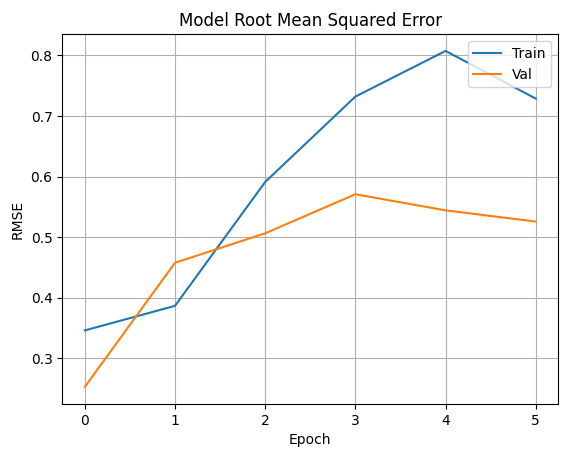 Model Root Mean Squared Error
Train
Val
RMSE
0.8
0.7
0.6
0.5
0.4
0.3
0 1 2 3 4 5
Epoch